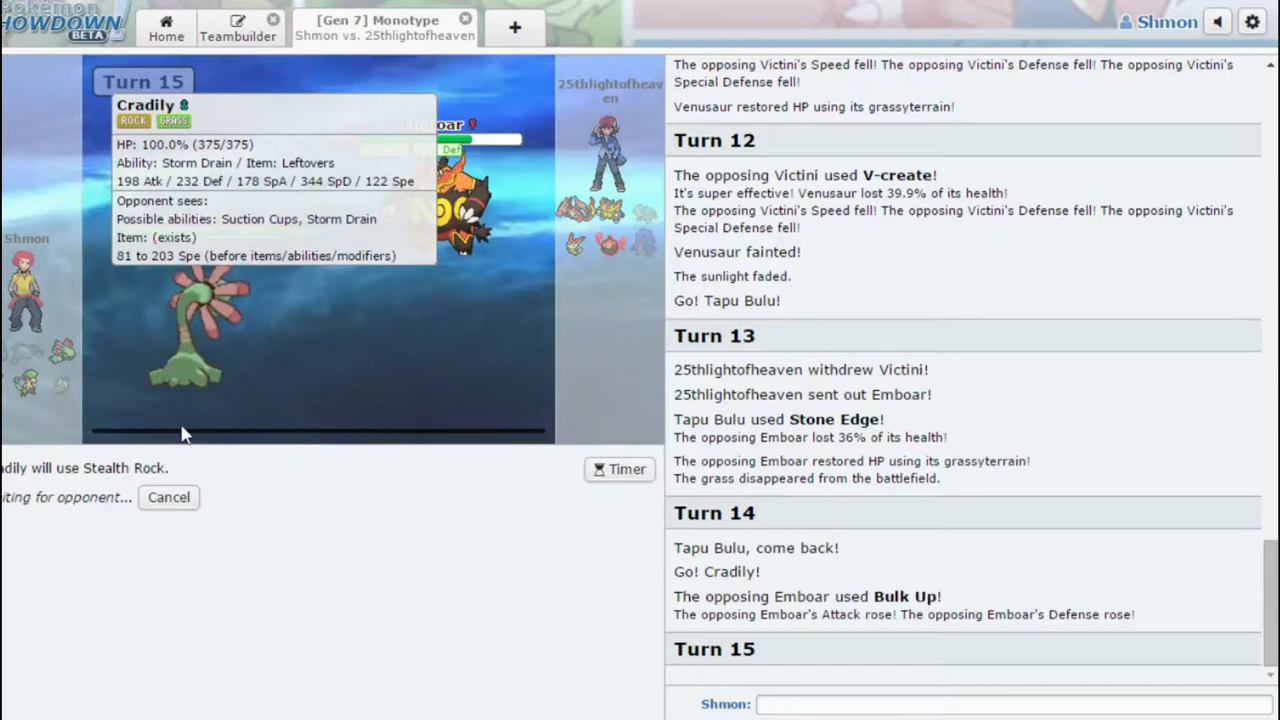 Pokémon
HOWDOWN!
BETA
Home
Teambuilder
[Gen 7] Monotype
Shmon vs. 25thlightofheaven
+
Shmon
Turn 15
Cradily
ROCK GRASS
HP: 100.0% (375/375)
Ability: Storm Drain / Item: Leftovers
198 Atk / 232 Def / 178 SpA / 344 SpD / 122 Spe
Opponent sees:
Possible abilities: Suction Cups, Storm Drain
Item: (exists)
81 to 203 Spe (before items/abilities/modifiers)
oar
Def
Shmon
25thlightofheav
en
adily will use Stealth Rock.
iting for opponent... Cancel
Timer
The opposing Victini's Speed fell! The opposing Victini's Defense fell! The opposing Victini's
Special Defense fell!
Venusaur restored HP using its grassyterrain!
Turn 12
The opposing Victini used V-create!
It's super effective! Venusaur lost 39.9% of its health!
The opposing Victini's Speed fell! The opposing Victini's Defense fell! The opposing Victini's
Special Defense fell!
Venusaur fainted!
The sunlight faded.
Go! Tapu Bulu!
Turn 13
25thlightofheaven withdrew Victini!
25thlightofheaven sent out Emboar!
Tapu Bulu used Stone Edge!
The opposing Emboar lost 36% of its health!
The opposing Emboar restored HP using its grassyterrain!
The grass disappeared from the battlefield.
Turn 14
Tapu Bulu, come back!
Go! Cradily!
The opposing Emboar used Bulk Up!
The opposing Emboar's Attack rose! The opposing Emboar's Defense rose!
Turn 15
Shmon: